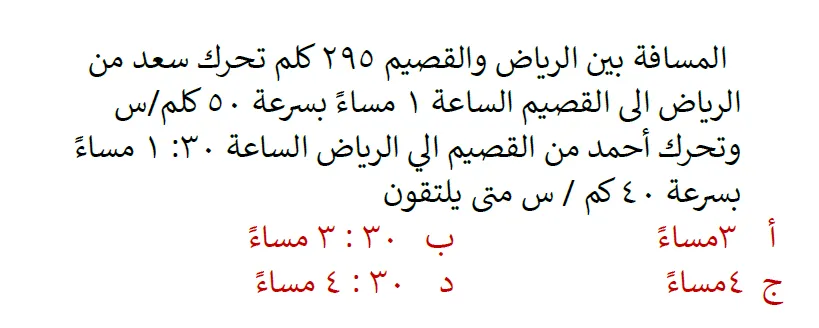 المسافة بين الرياض والقصيم ٢٩٥ كلم تحرك سعد من
الرياض الى القصيم الساعة ١ مساءً بسرعة ٥٠ كلم/س
وتحرك أحمد من القصيم الي الرياض الساعة ٣٠: ١ مساءً
بسرعة ٤٠ كم / س متى يلتقون
أ ٣مساءً ب ٣٠ : ٣ مساءً
ج ٤مساءً د ٣٠ : ٤ مساءً